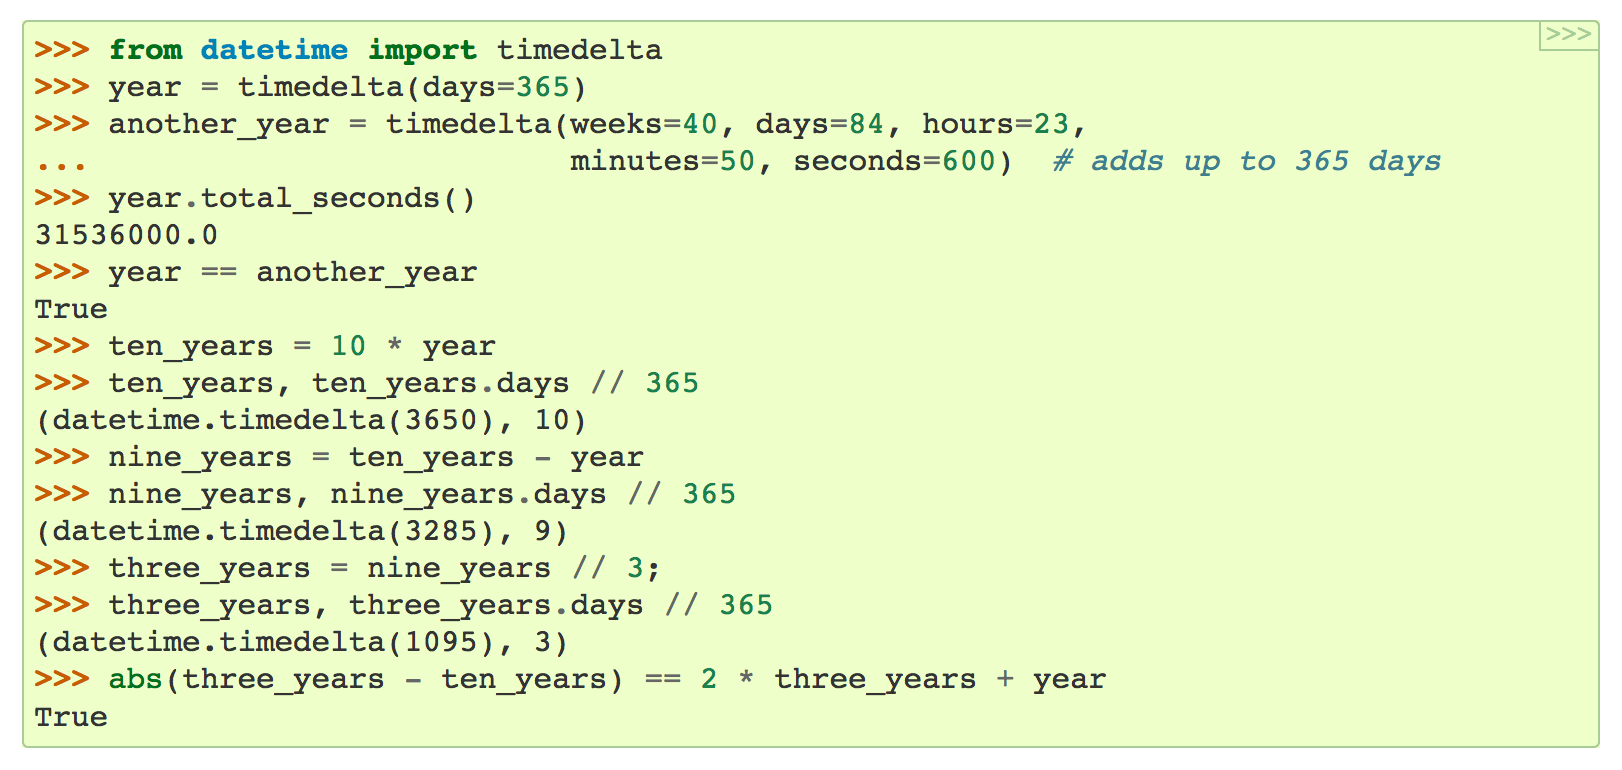 >>>
>>> from datetime import timedelta
>>> year = timedelta(days=365)
>>> another_year = timedelta(weeks=40, days=84, hours=23,
...                          minutes=50, seconds=600)  # adds up to 365 days
>>> year.total_seconds()
31536000.0
>>> year == another_year
True
>>> ten_years = 10 * year
>>> ten_years, ten_years.days // 365
(datetime.timedelta(3650), 10)
>>> nine_years = ten_years - year
>>> nine_years, nine_years.days // 365
(datetime.timedelta(3285), 9)
>>> three_years = nine_years // 3;
>>> three_years, three_years.days // 365
(datetime.timedelta(1095), 3)
>>> abs(three_years - ten_years) == 2 * three_years + year
True